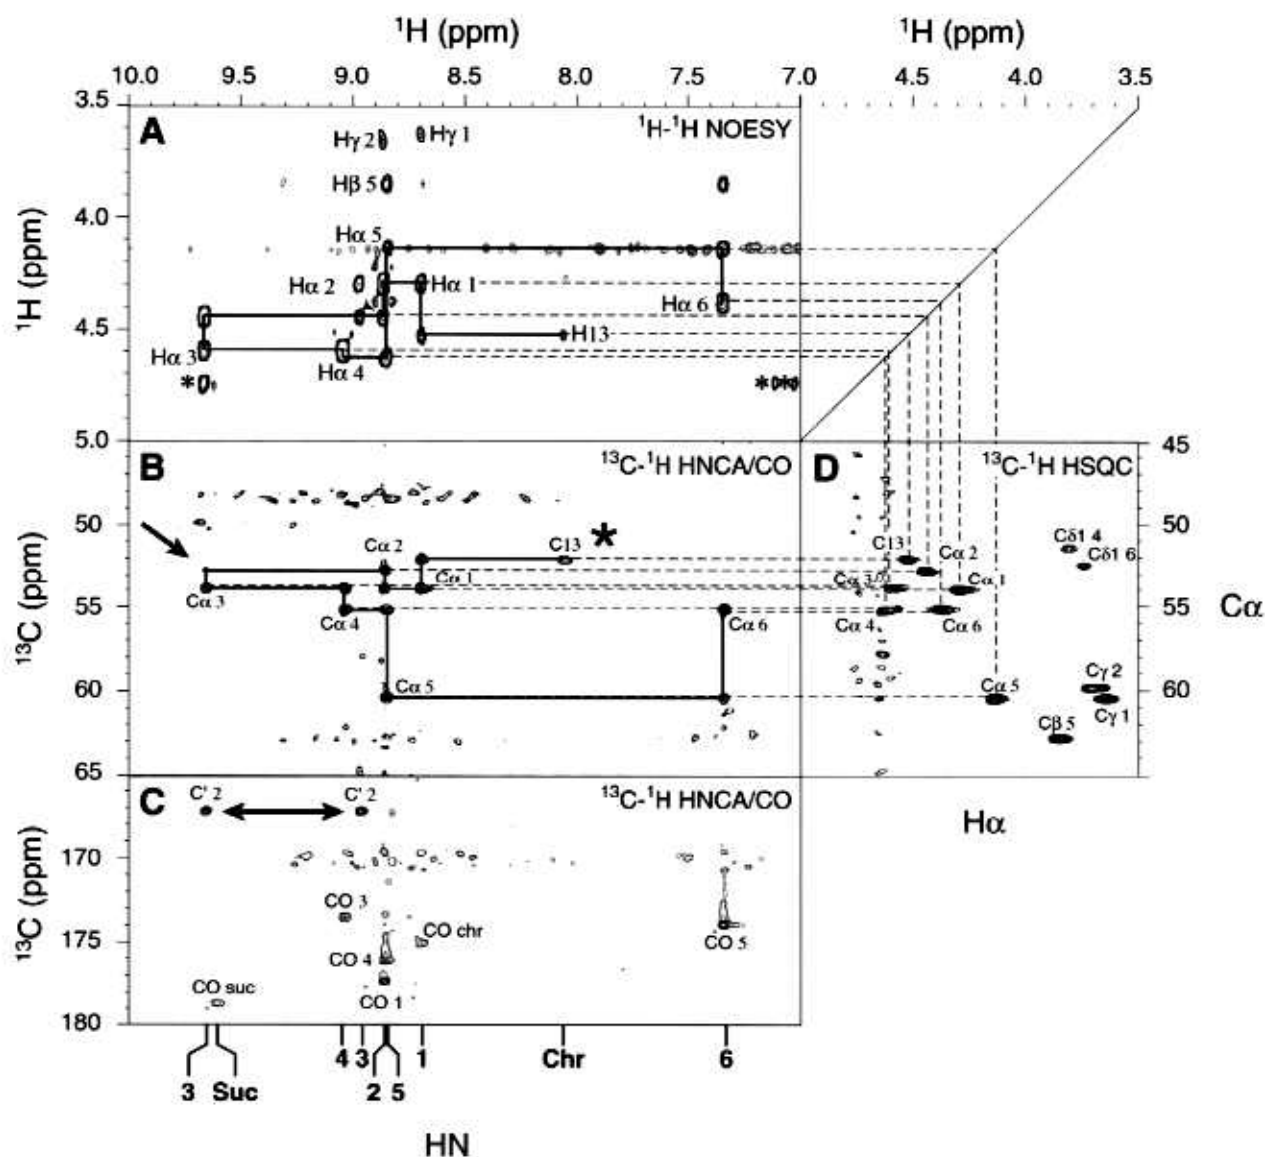 ¹H (ppm) ¹H (ppm)
10.0 9.5 9.0 8.5 8.0 7.5 7.0 4.5 4.0 3.5
3.5
A Hγ 2 Hγ 1 ¹H-¹H NOESY
Hβ 5
4.0
Hα 5
Hα 2 Hα 1
Hα 6
4.5
H13
Hα 3
Hα 4
* **
5.0
¹H (ppm)
B ¹³C-¹H HNCA/CO D ¹³C-¹H HSQC
45
50 50
*
Cα 2 C13 C13 Cα 2 Cδ1 4
Cδ1 6
Cα 1 Cα 3 Cα 1
Cα 3
55 55
Cα 4 Cα 6 Cα 4 Cα 6
Cα 5 Cα 5 Cγ 2
60 60
Cγ 1
Cβ 5
65
¹³C (ppm)
Cα
Hα
C C' 2 C' 2 ¹³C-¹H HNCA/CO
170
CO 3
175
CO chr
CO 4 CO 5
CO suc CO 1
180
¹³C (ppm)
4 3 1 Chr 6
3 Suc 2 5
HN